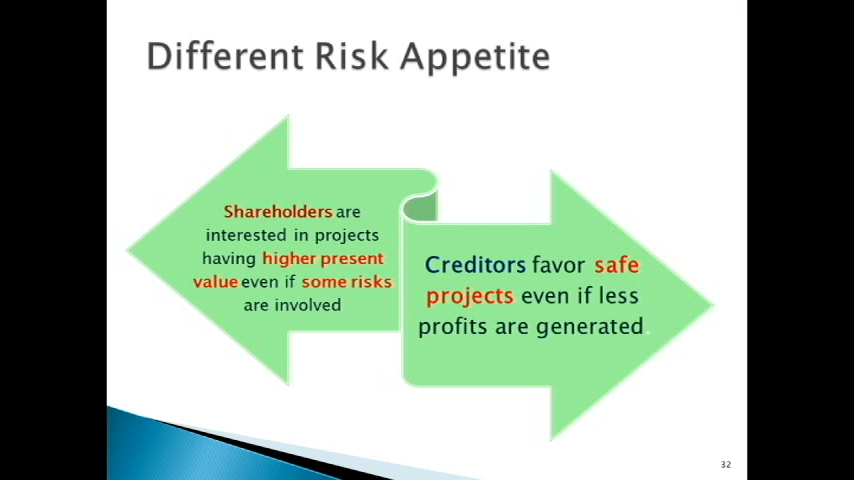 Different Risk Appetite
Shareholders are
interested in projects
having higher present
value even if some risks
are involved
Creditors favor safe
projects even if less
profits are generated.
32